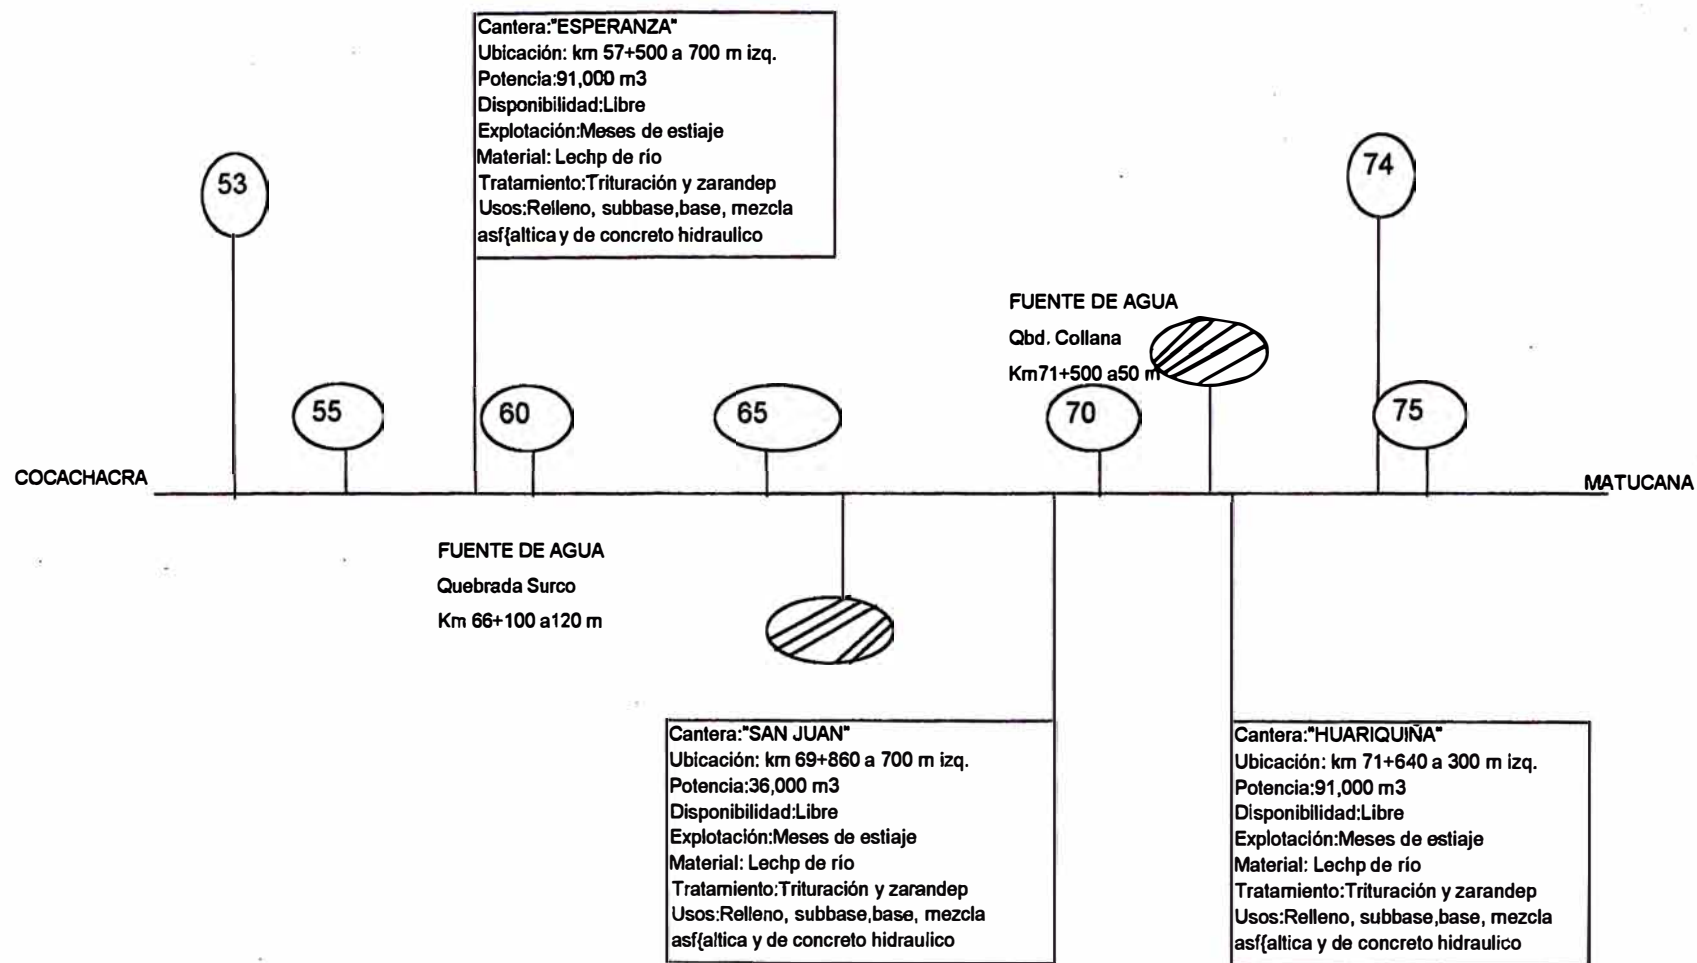 Cantera:"ESPERANZA"
Ubicación: km 57+500 a 700 m izq.
Potencia:91,000 m3
Disponibilidad:Libre
Explotación:Meses de estiaje
Material: Lechp de río
Tratamiento:Trituración y zarandep
Usos:Relleno, subbase,base, mezcla
asf{altica y de concreto hidraulico
53
74
FUENTE DE AGUA
Qbd. Collana
Km71+500 a50 m
55
60
65
70
75
COCACHACRA
MATUCANA
FUENTE DE AGUA
Quebrada Surco
Km 66+100 a120 m
Cantera:"SAN JUAN"
Ubicación: km 69+860 a 700 m izq.
Potencia:36,000 m3
Disponibilidad:Libre
Explotación:Meses de estiaje
Material: Lechp de río
Tratamiento:Trituración y zarandep
Usos:Relleno, subbase,base, mezcla
asf{altica y de concreto hidraulico
Cantera:"HUARIQUIÑA"
Ubicación: km 71+640 a 300 m izq.
Potencia:91,000 m3
Disponibilidad:Libre
Explotación:Meses de estiaje
Material: Lechp de río
Tratamiento:Trituración y zarandep
Usos:Relleno, subbase,base, mezcla
asf{altica y de concreto hidraulico